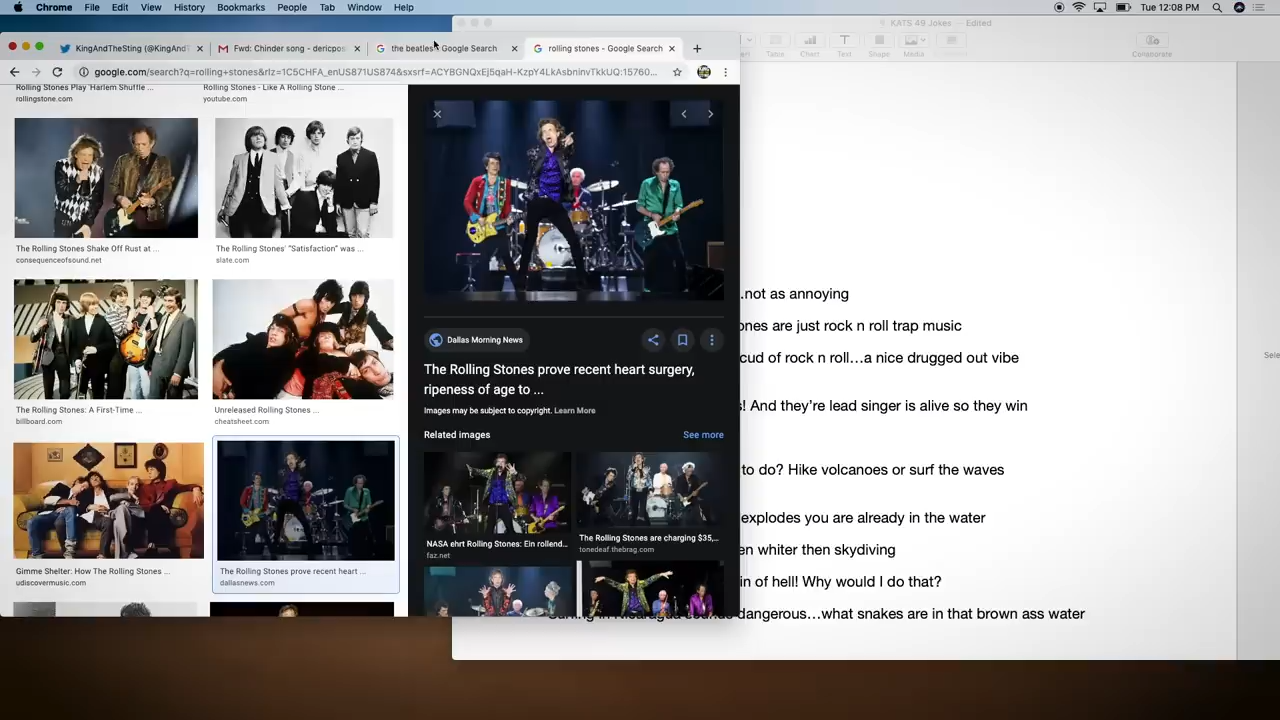 Chrome File Edit View History Bookmarks People Tab Window Help
Tue 12:08 PM
KATS 49 Jokes — Edited
KingAndTheSting (@KingAndT
Fwd: Chinder song - dericpos
the beatles - Google Search
rolling stones - Google Search
google.com/search?q=rolling+stones&rlz=1C5CHFA_enUS871US874&sxsrf=ACYBGNQxEj5qaH-KzpY4LkAsbninvTkkUQ:15760...
Table Chart Text Shape Media Collaborate
Rolling Stones Play 'Harlem Shuffle ...
rollingstone.com
Rolling Stones - Like A Rolling Stone ...
youtube.com
The Rolling Stones Shake Off Rust at ...
consequenceofsound.net
The Rolling Stones' "Satisfaction" was ...
slate.com
The Rolling Stones: A First-Time ...
billboard.com
Unreleased Rolling Stones ...
cheatsheet.com
Gimme Shelter: How The Rolling Stones ...
udiscovermusic.com
The Rolling Stones prove recent heart ...
dallasnews.com
Dallas Morning News
The Rolling Stones prove recent heart surgery,
ripeness of age to ...
Images may be subject to copyright. Learn More
Related images
See more
NASA ehrt Rolling Stones: Ein rollend...
faz.net
The Rolling Stones are charging $35,...
tonedeaf.thebrag.com
.not as annoying
ones are just rock n roll trap music
cud of rock n roll…a nice drugged out vibe
s! And they're lead singer is alive so they win
to do? Hike volcanoes or surf the waves
explodes you are already in the water
en whiter then skydiving
in of hell! Why would I do that?
dangerous…what snakes are in that brown ass water
Sele